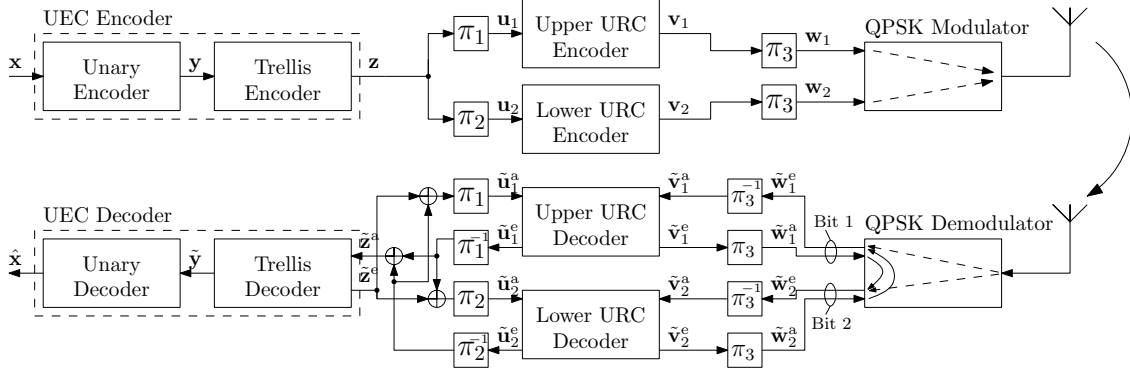 UEC Encoder
x
Unary
Encoder
y
Trellis
Encoder
z
π₁
u₁
Upper URC
Encoder
v₁
π₃
w₁
π₂
u₂
Lower URC
Encoder
v₂
π₃
w₂
QPSK Modulator
UEC Decoder
x̂
Unary
Decoder
ỹ
Trellis
Decoder
z̃ᵃ
z̃ᵉ
π₁
ũ₁ᵃ
π₁⁻¹
ũ₁ᵉ
Upper URC
Decoder
ṽ₁ᵃ
π₃⁻¹
w̃₁ᵉ
ṽ₁ᵉ
π₃
w̃₁ᵃ
Bit 1
π₂
ũ₂ᵃ
π₂⁻¹
ũ₂ᵉ
Lower URC
Decoder
ṽ₂ᵃ
π₃⁻¹
w̃₂ᵉ
ṽ₂ᵉ
π₃
w̃₂ᵃ
Bit 2
QPSK Demodulator